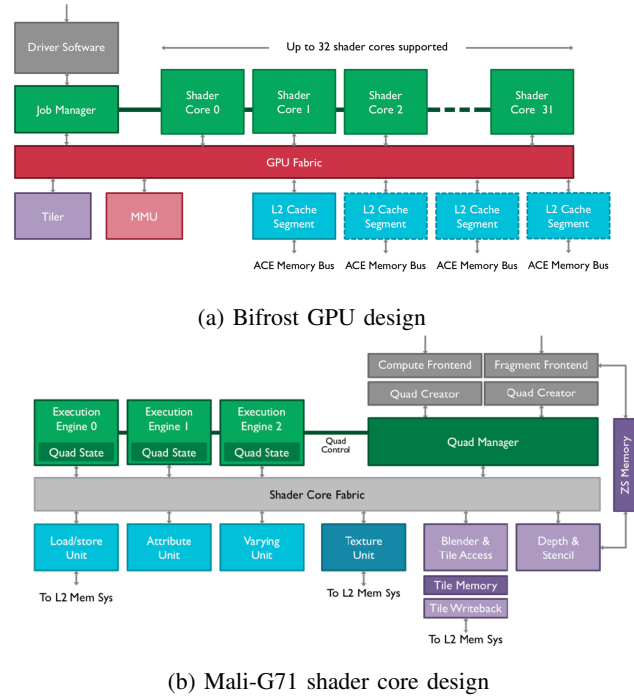 Driver Software
Up to 32 shader cores supported
Job Manager
Shader
Core 0
Shader
Core 1
Shader
Core 2
Shader
Core 31
GPU Fabric
Tiler
MMU
L2 Cache
Segment
L2 Cache
Segment
L2 Cache
Segment
L2 Cache
Segment
ACE Memory Bus
ACE Memory Bus
ACE Memory Bus
ACE Memory Bus
(a) Bifrost GPU design
Compute Frontend
Fragment Frontend
Quad Creator
Quad Creator
Execution
Engine 0
Quad State
Execution
Engine 1
Quad State
Execution
Engine 2
Quad State
Quad
Control
Quad Manager
ZS Memory
Shader Core Fabric
Load/store
Unit
Attribute
Unit
Varying
Unit
Texture
Unit
Blender &
Tile Access
Depth &
Stencil
Tile Memory
Tile Writeback
To L2 Mem Sys
To L2 Mem Sys
To L2 Mem Sys
(b) Mali-G71 shader core design